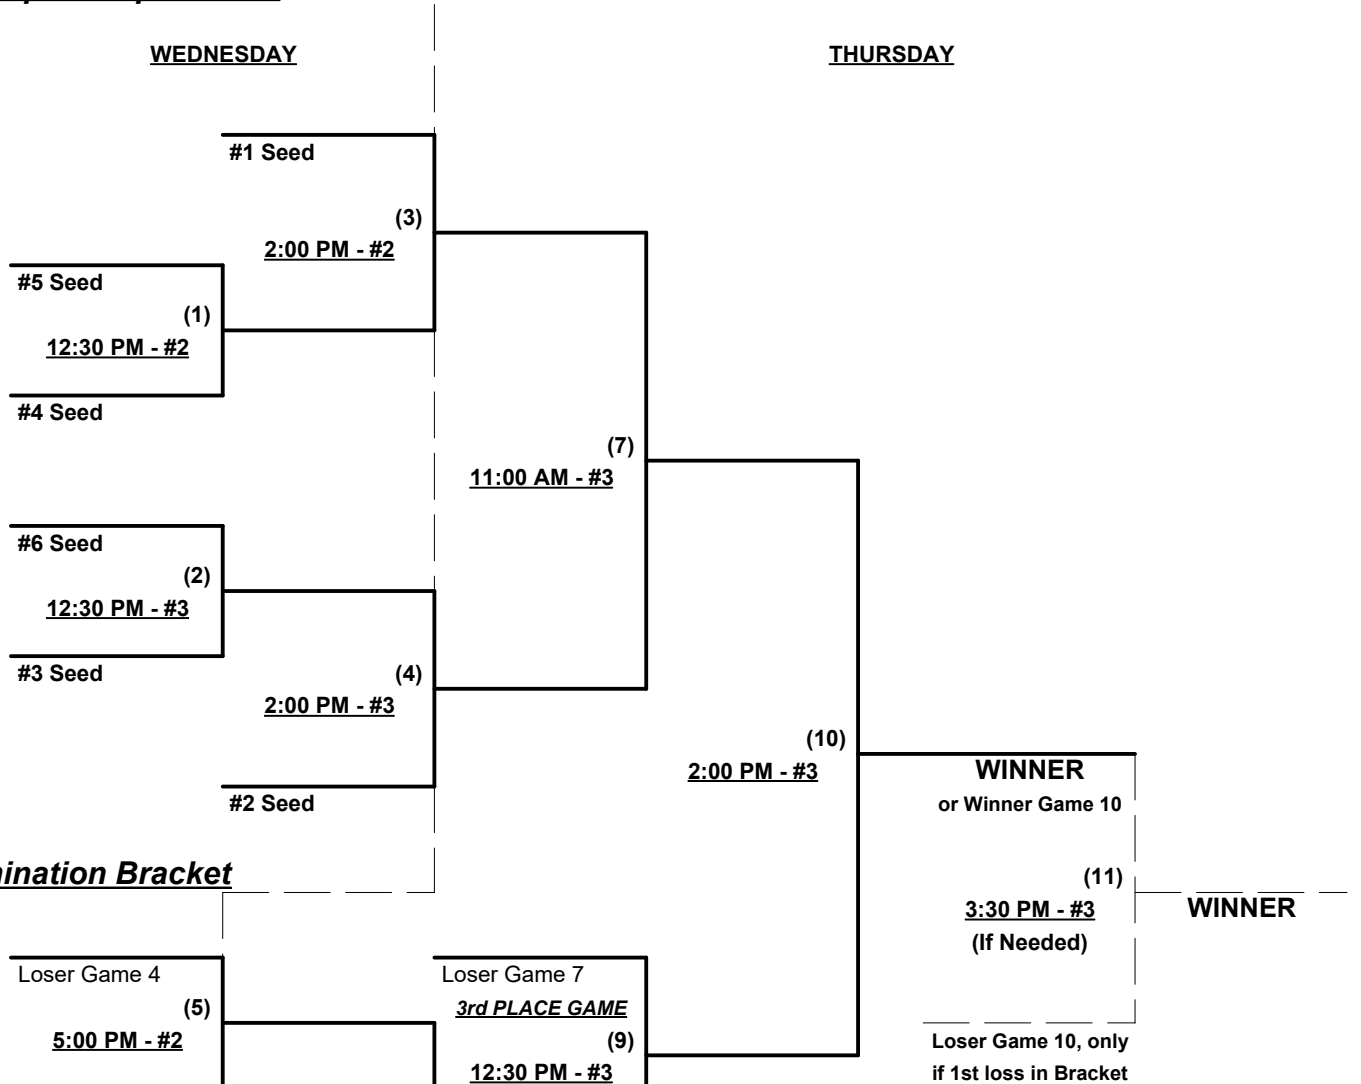 WEDNESDAY
THURSDAY
#1 Seed
(3)
2:00 PM - #2
#5 Seed
(1)
12:30 PM - #2
#4 Seed
(7)
11:00 AM - #3
#6 Seed
(2)
12:30 PM - #3
#3 Seed
(4)
2:00 PM - #3
#2 Seed
(10)
2:00 PM - #3
WINNER
or Winner Game 10
ination Bracket
(11)
3:30 PM - #3
(If Needed)
WINNER
Loser Game 4
(5)
5:00 PM - #2
Loser Game 7
3rd PLACE GAME
(9)
12:30 PM - #3
Loser Game 10, only
if 1st loss in Bracket